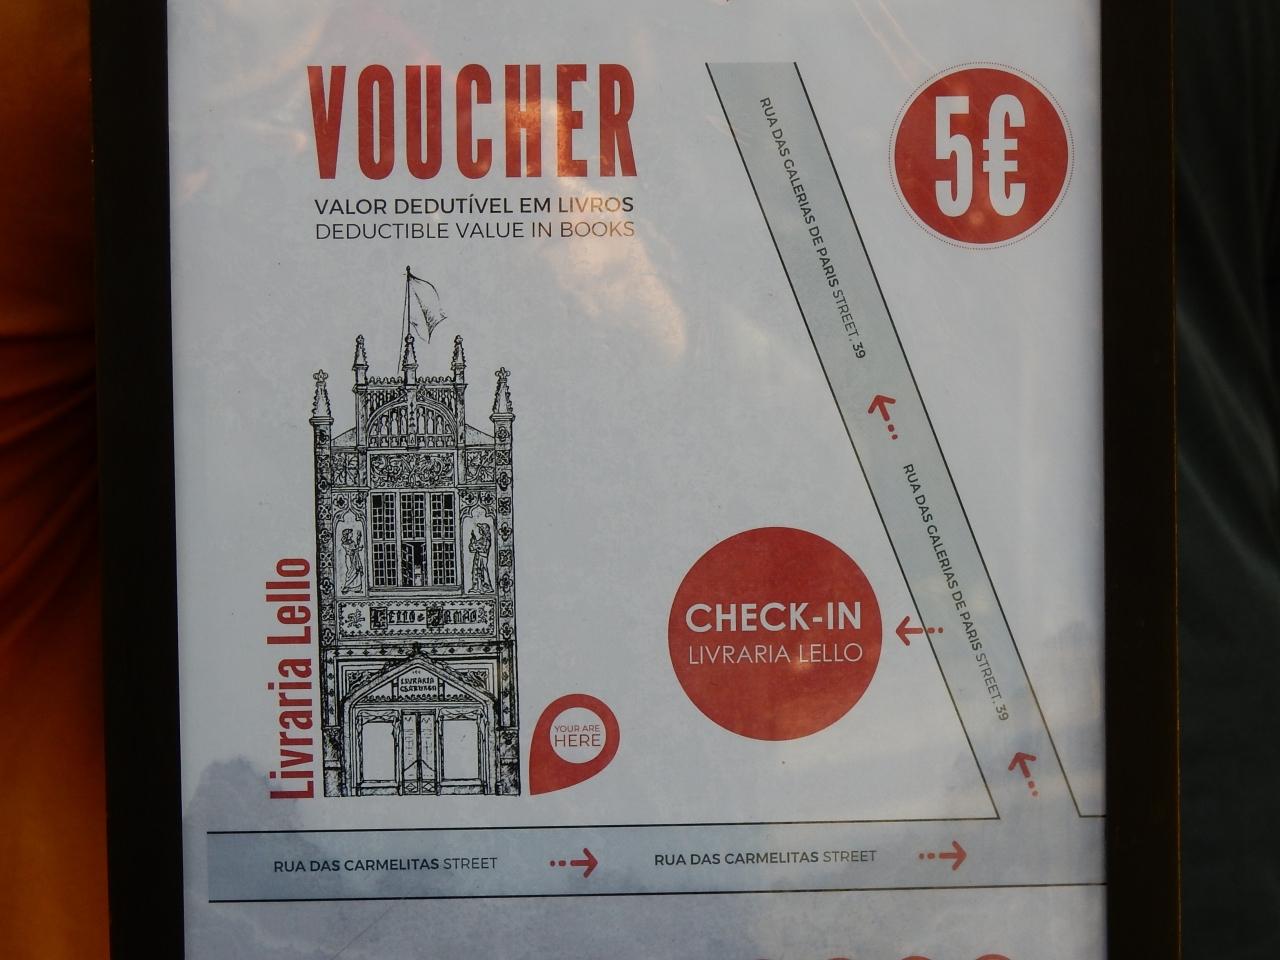 VOUCHER
5€
VALOR DEDUTÍVEL EM LIVROS
DEDUCTIBLE VALUE IN BOOKS
RUA DAS GALERIAS DE PARIS STREET, 39
RUA DAS GALERIAS DE PARIS STREET, 39
Livraria Lello
CHECK-IN
LIVRARIA LELLO
YOUR ARE
HERE
RUA DAS CARMELITAS STREET
RUA DAS CARMELITAS STREET